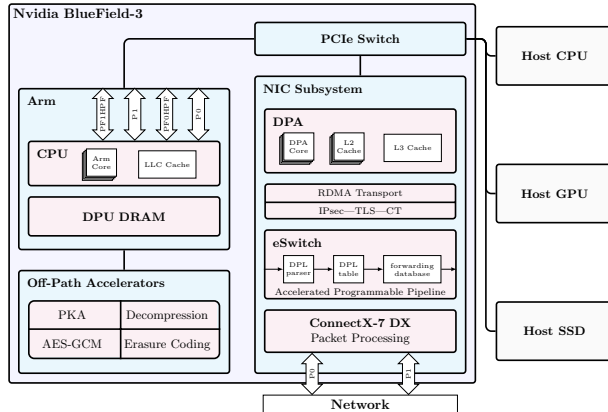 Nvidia BlueField-3
PCIe Switch
Host CPU
Arm
PF1HPF
P1
PF0HPF
P0
CPU
Arm
Core
LLC Cache
DPU DRAM
NIC Subsystem
DPA
DPA
Core
L2
Cache
L3 Cache
RDMA Transport
IPsec—TLS—CT
Host GPU
eSwitch
DPL
parser
DPL
table
forwarding
database
Accelerated Programmable Pipeline
Off-Path Accelerators
PKA
Decompression
AES-GCM
Erasure Coding
ConnectX-7 DX
Packet Processing
Host SSD
P0
P1
Network